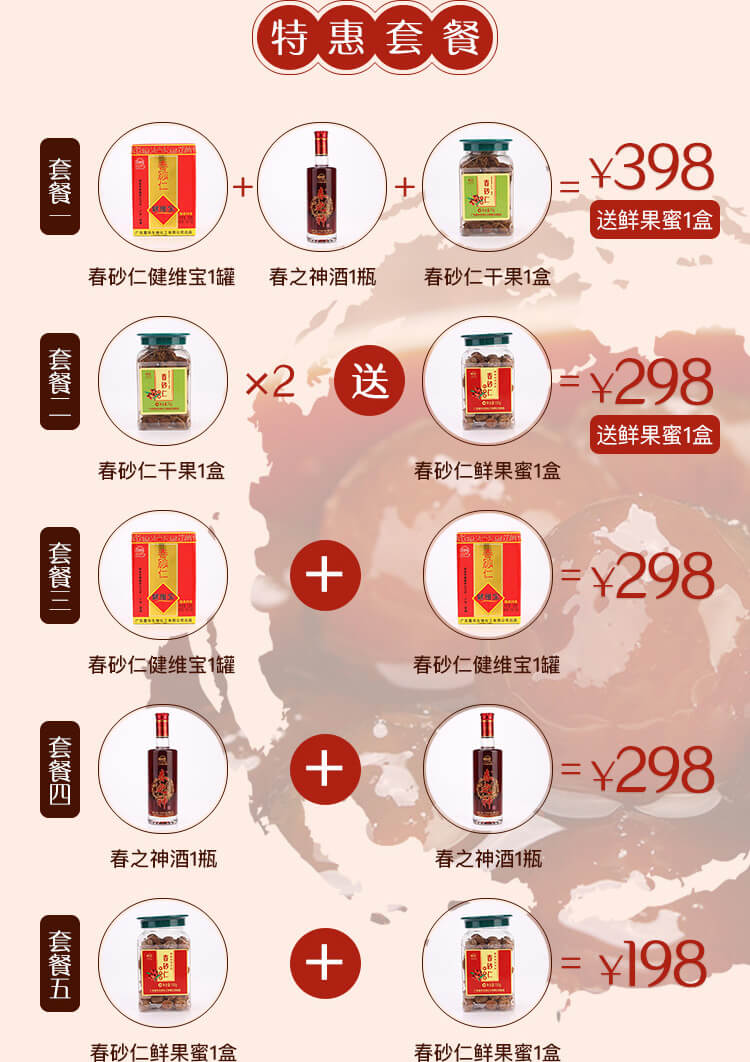 特惠套餐
套餐一
+
+
=
¥398
送鲜果蜜1盒
春砂仁健维宝1罐
春之神酒1瓶
春砂仁干果1盒
套餐二
×2
送
=
¥298
送鲜果蜜1盒
春砂仁干果1盒
春砂仁鲜果蜜1盒
套餐三
+
=
¥298
春砂仁健维宝1罐
春砂仁健维宝1罐
套餐四
+
=
¥298
春之神酒1瓶
春之神酒1瓶
套餐五
+
=
¥198
春砂仁鲜果蜜1盒
春砂仁鲜果蜜1盒